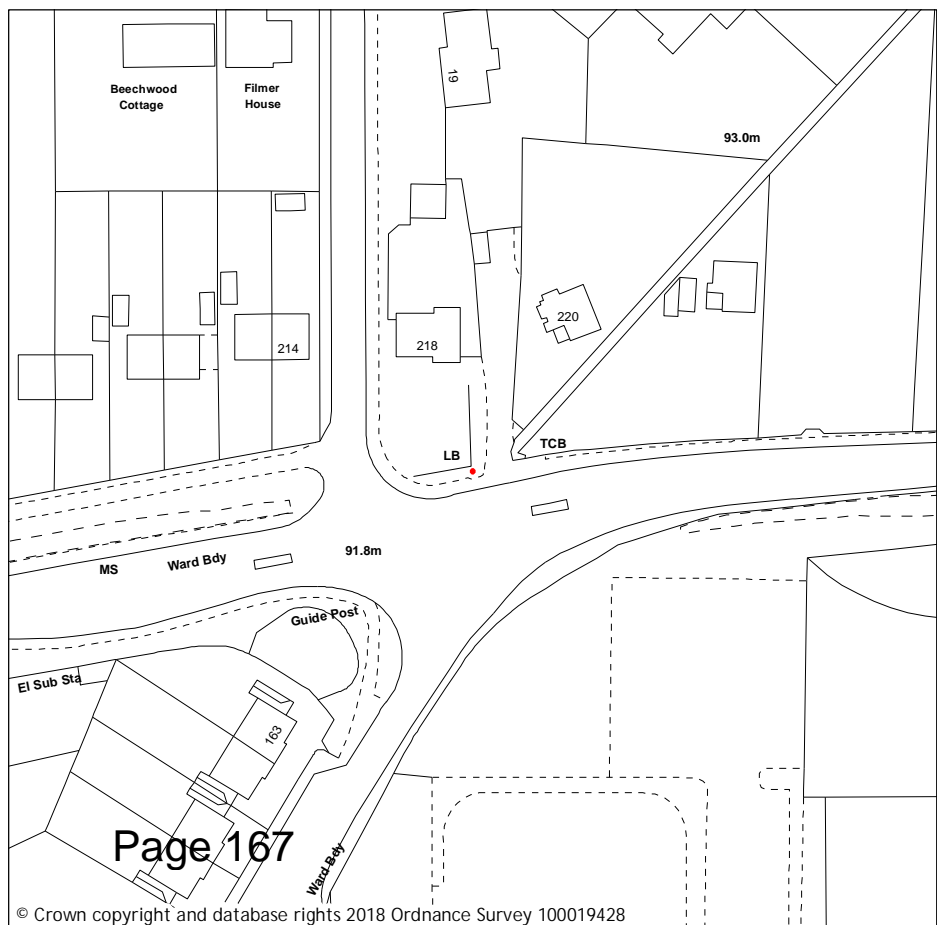 Beechwood
Cottage
Filmer
House
19
93.0m
214
218
220
LB
TCB
MS
Ward Bdy
91.8m
Guide Post
El Sub Sta
163
Page 167
Ward Bdy
© Crown copyright and database rights 2018 Ordnance Survey 100019428